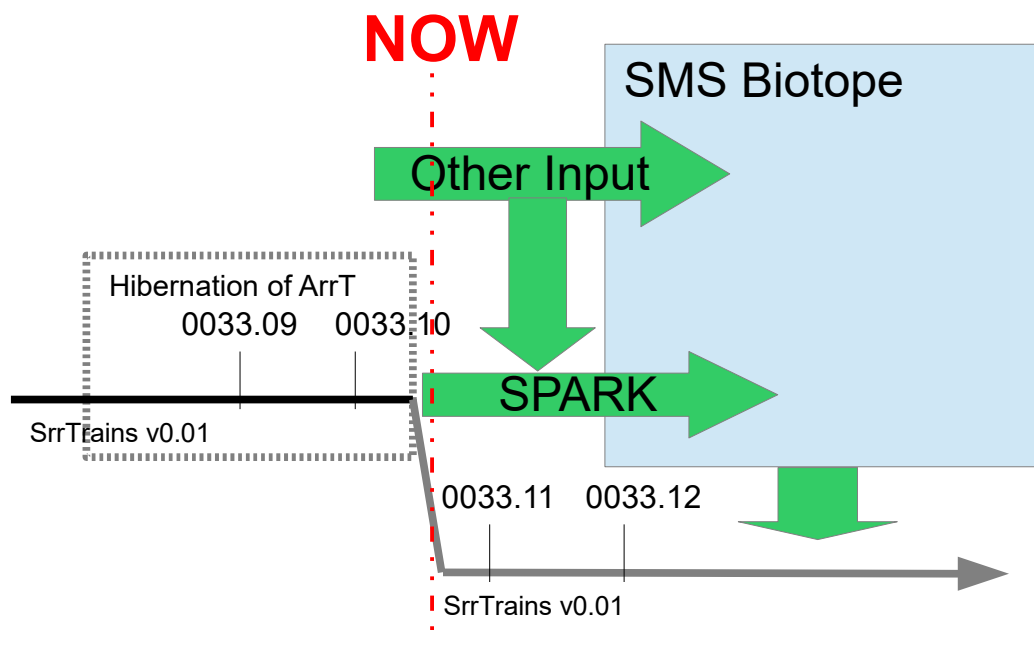 NOW
SMS Biotope
Other Input
Hibernation of ArrT
0033.09 0033.10
SPARK
SrrTrains v0.01
0033.11 0033.12
SrrTrains v0.01